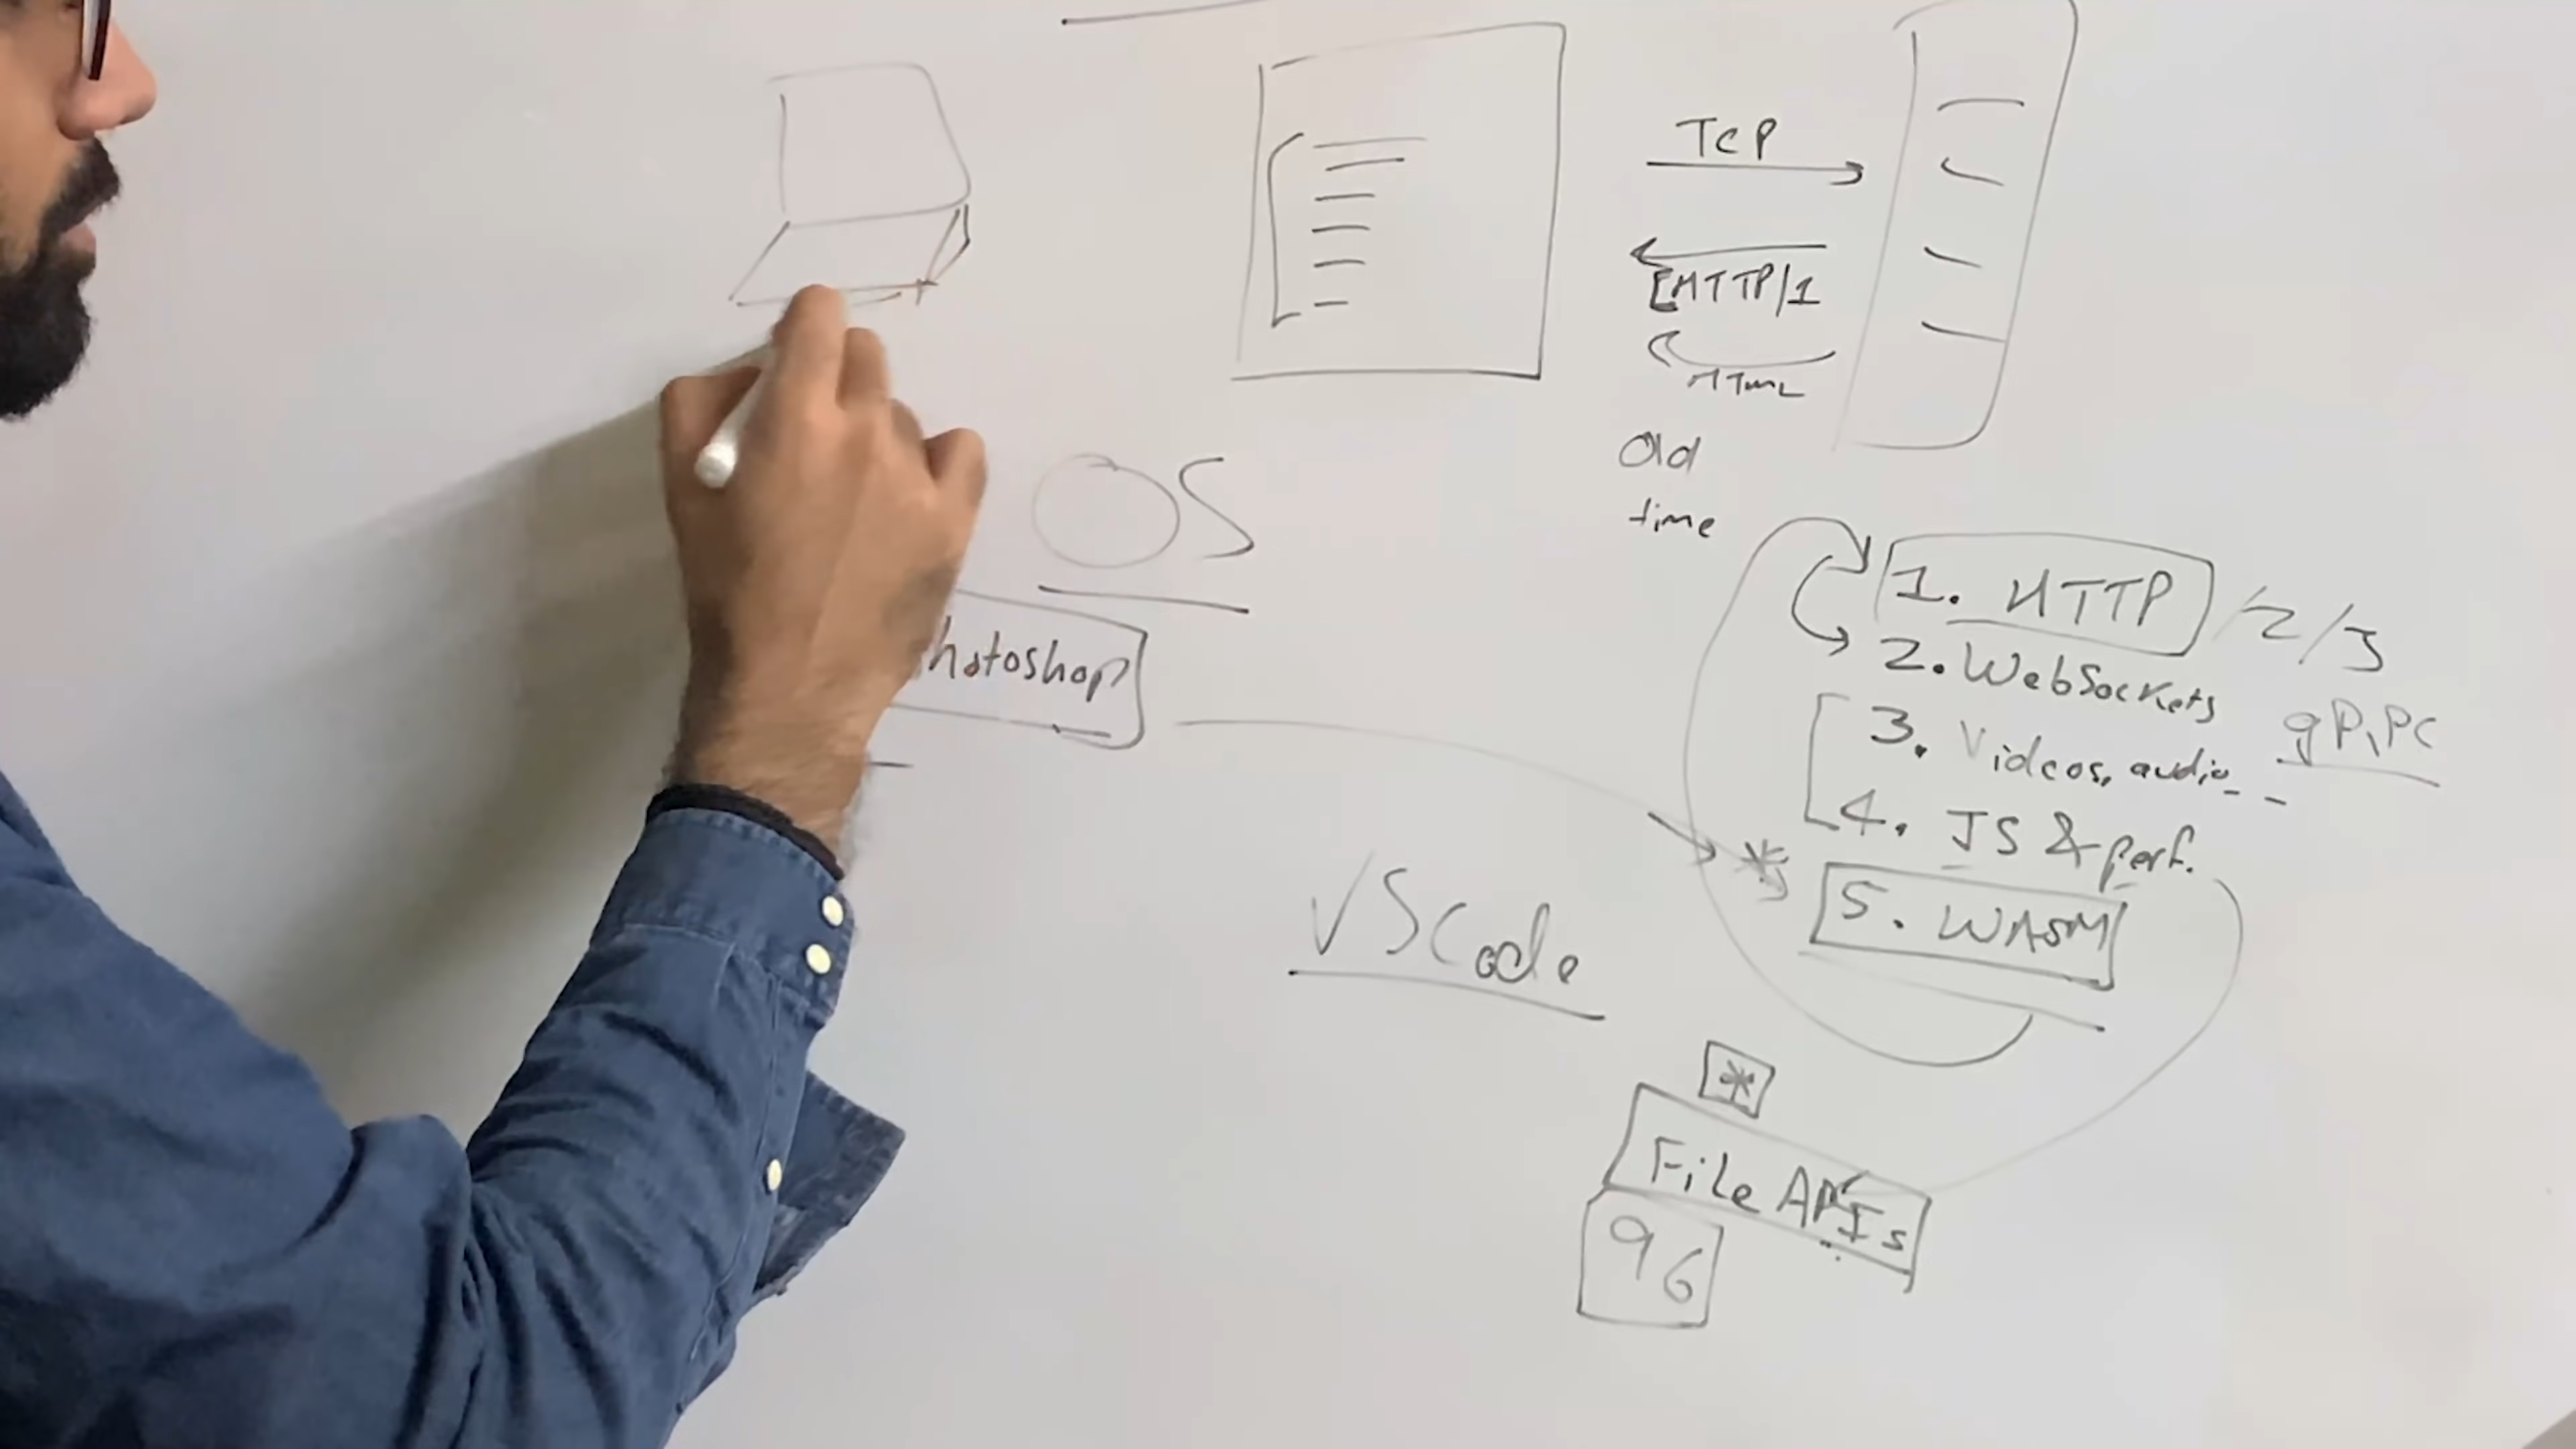 TCP
HTTP/1
HTML
Old
time
OS
hotoshop
1. HTTP /2/3
2. WebSockets
gRPC
3. Videos, audio
4. JS & perf.
* 5. WASM
VSCode
*
File APIs
96